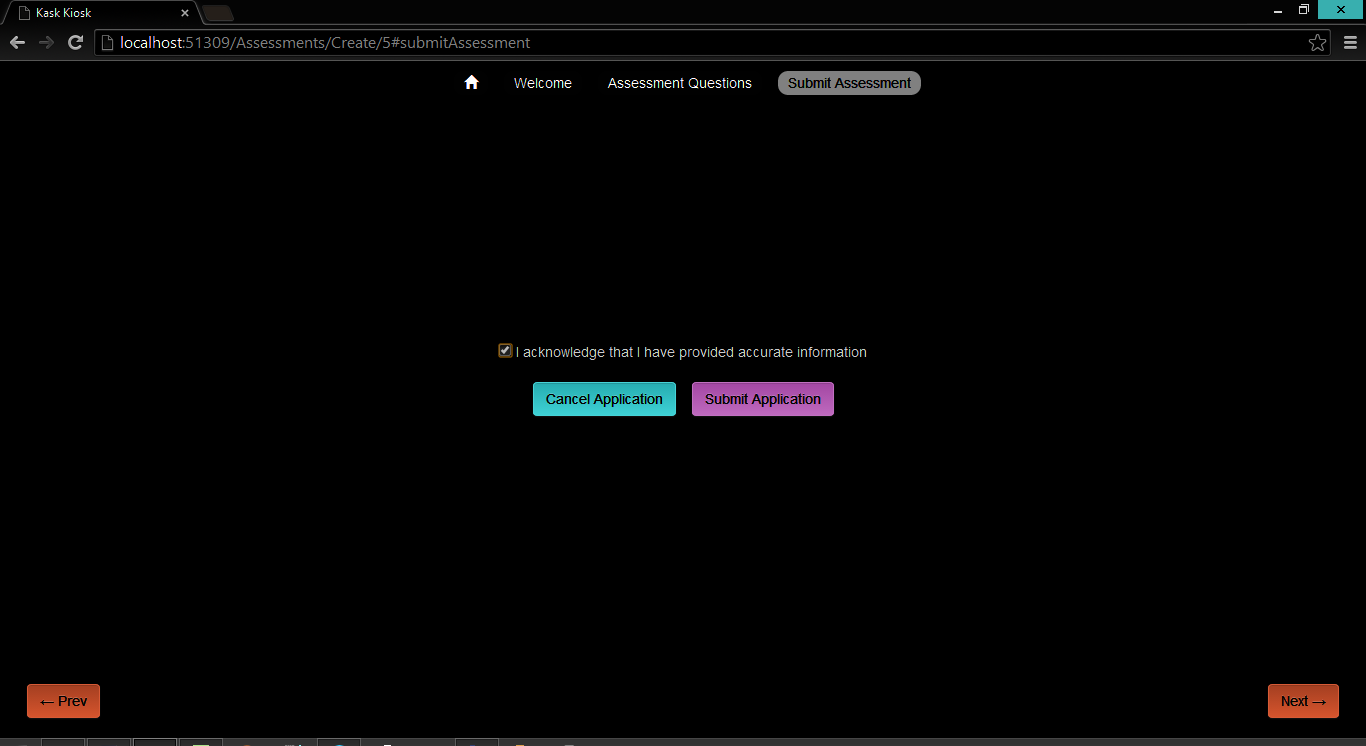 Kask Kiosk
localhost:51309/Assessments/Create/5#submitAssessment
Welcome Assessment Questions Submit Assessment
I acknowledge that I have provided accurate information
Cancel Application Submit Application
← Prev Next →